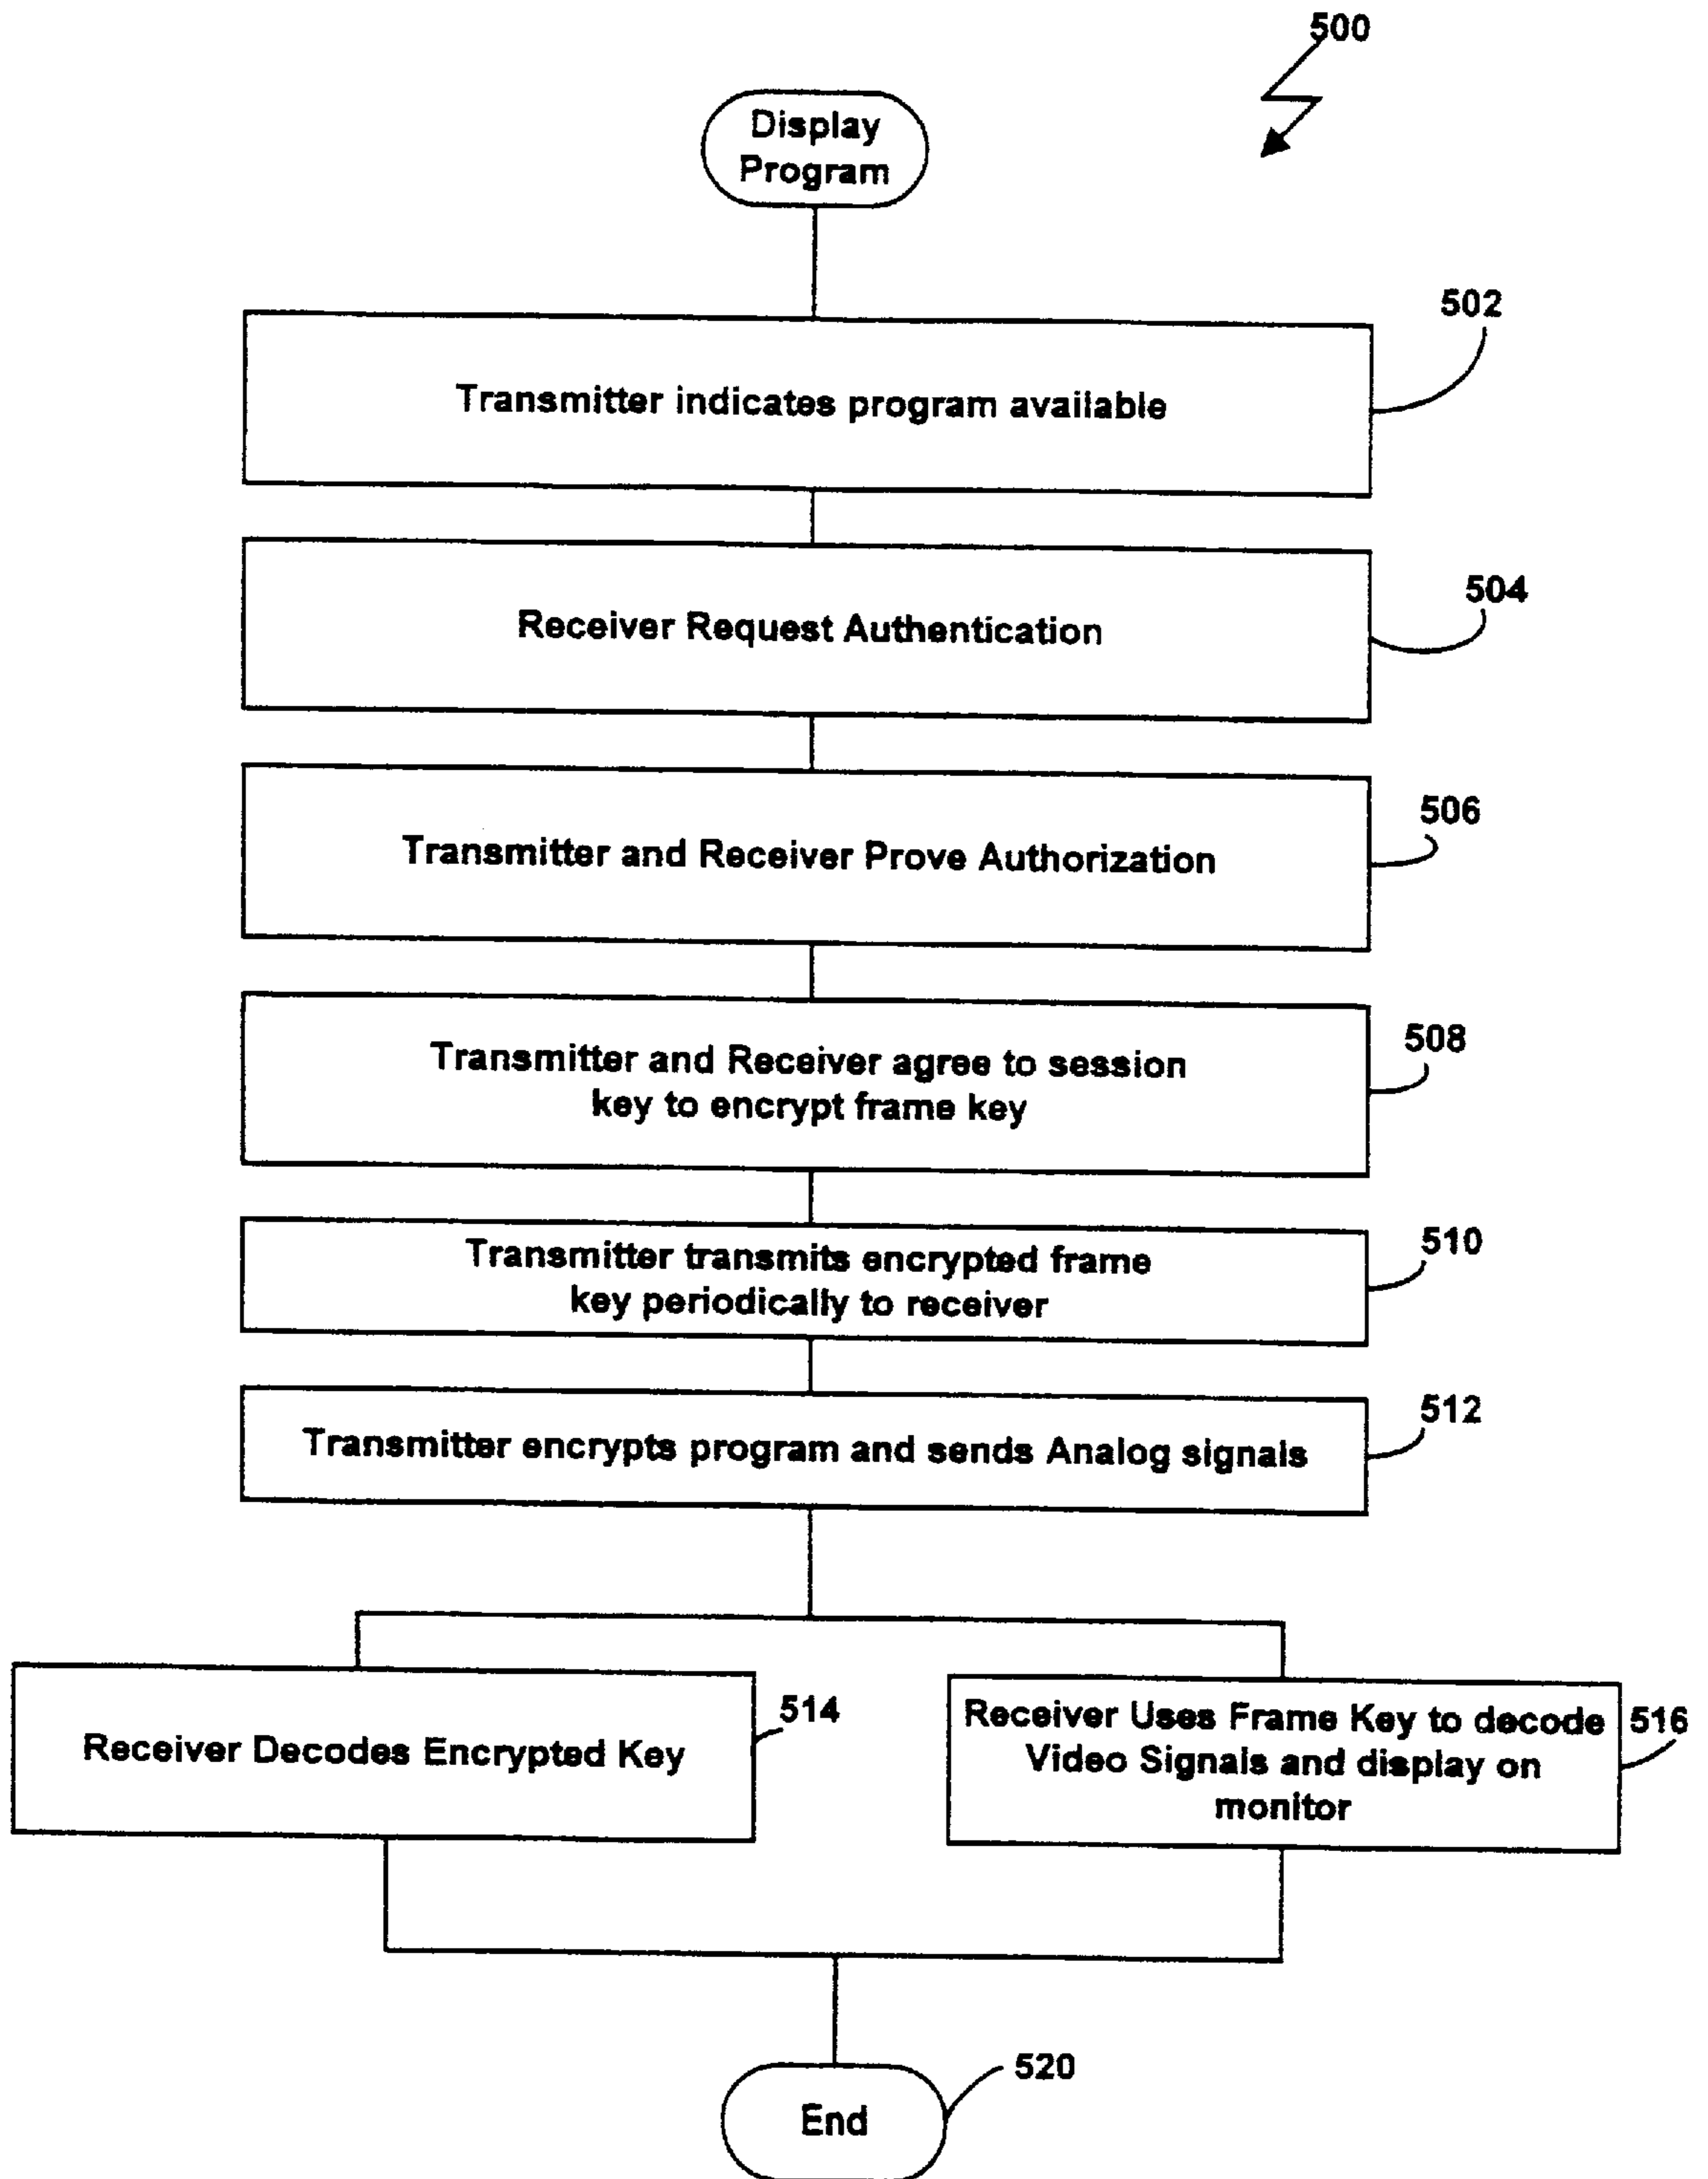 500
Display
Program
502
Transmitter indicates program available
504
Receiver Request Authentication
506
Transmitter and Receiver Prove Authorization
508
Transmitter and Receiver agree to session
key to encrypt frame key
510
Transmitter transmits encrypted frame
key periodically to receiver
512
Transmitter encrypts program and sends Analog signals
514
Receiver Decodes Encrypted Key
516
Receiver Uses Frame Key to decode
Video Signals and display on
monitor
520
End